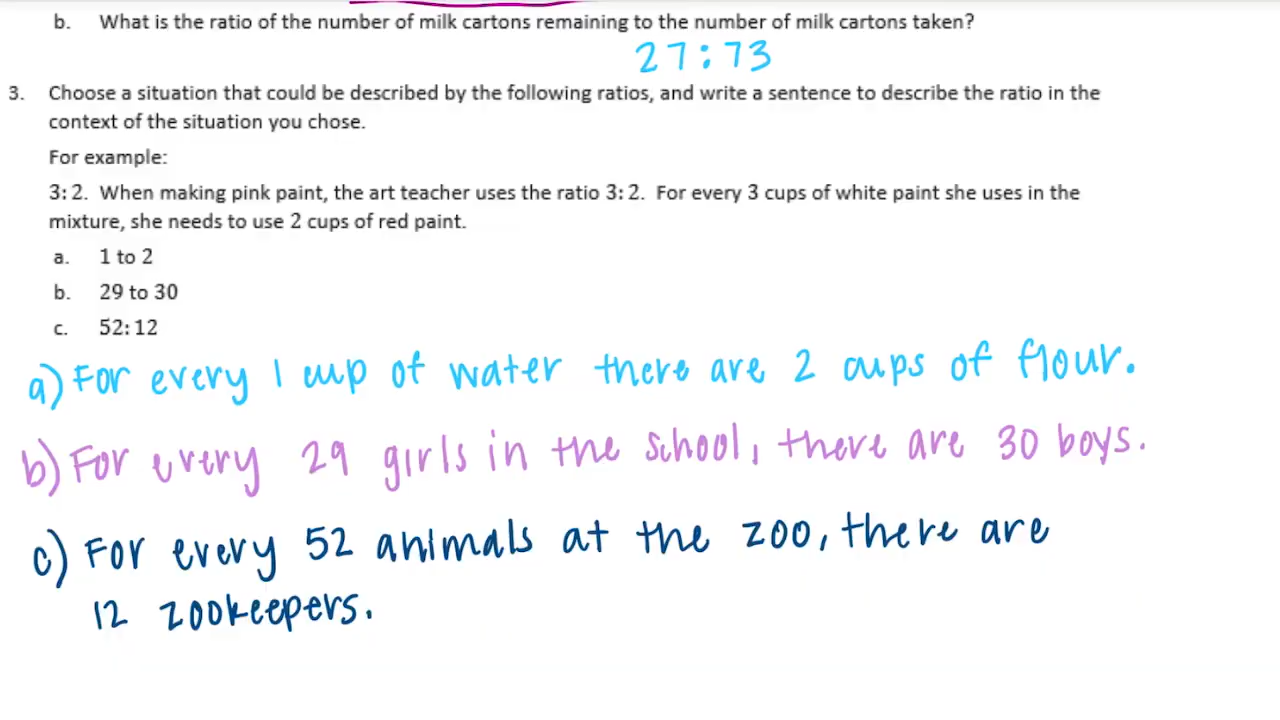 b. What is the ratio of the number of milk cartons remaining to the number of milk cartons taken?
27:73
3. Choose a situation that could be described by the following ratios, and write a sentence to describe the ratio in the
context of the situation you chose.
For example:
3:2. When making pink paint, the art teacher uses the ratio 3:2. For every 3 cups of white paint she uses in the
mixture, she needs to use 2 cups of red paint.
a. 1 to 2
b. 29 to 30
c. 52:12
a) For every 1 cup of water there are 2 cups of flour.
b) For every 29 girls in the school, there are 30 boys.
c) For every 52 animals at the zoo, there are
12 zookeepers.